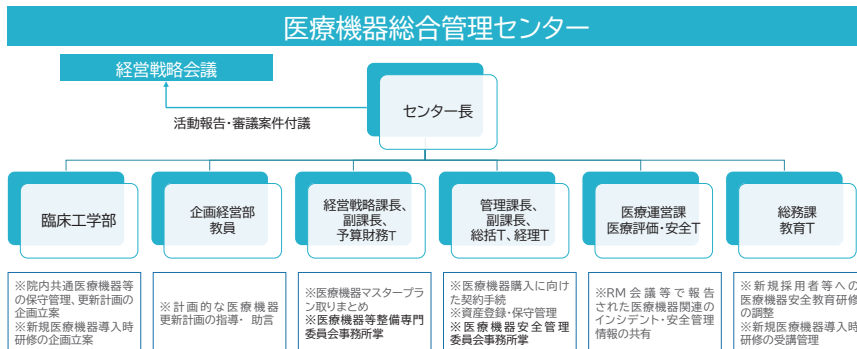 医療機器総合管理センター
経営戦略会議
センター長
活動報告・審議案件付議
臨床工学部
企画経営部
教員
経営戦略課長、
副課長、
予算財務T
管理課長、
副課長、
総括T、経理T
医療運営課
医療評価・安全T
総務課
教育T
※院内共通医療機器等
の保守管理、更新計画の
企画立案
※新規医療機器導入時
研修の企画立案
※計画的な医療機器
更新計画の指導・助言
※医療機器マスタープラ
ン取りまとめ
※医療機器等整備専門
委員会事務所掌
※医療機器購入に向け
た契約手続
※資産登録・保守管理
※医療機器安全管理
委員会事務所掌
※RM会議等で報告
された医療機器関連の
インシデント・安全管理
情報の共有
※新規採用者等への
医療機器安全教育研修
の調整
※新規医療機器導入時
研修の受講管理